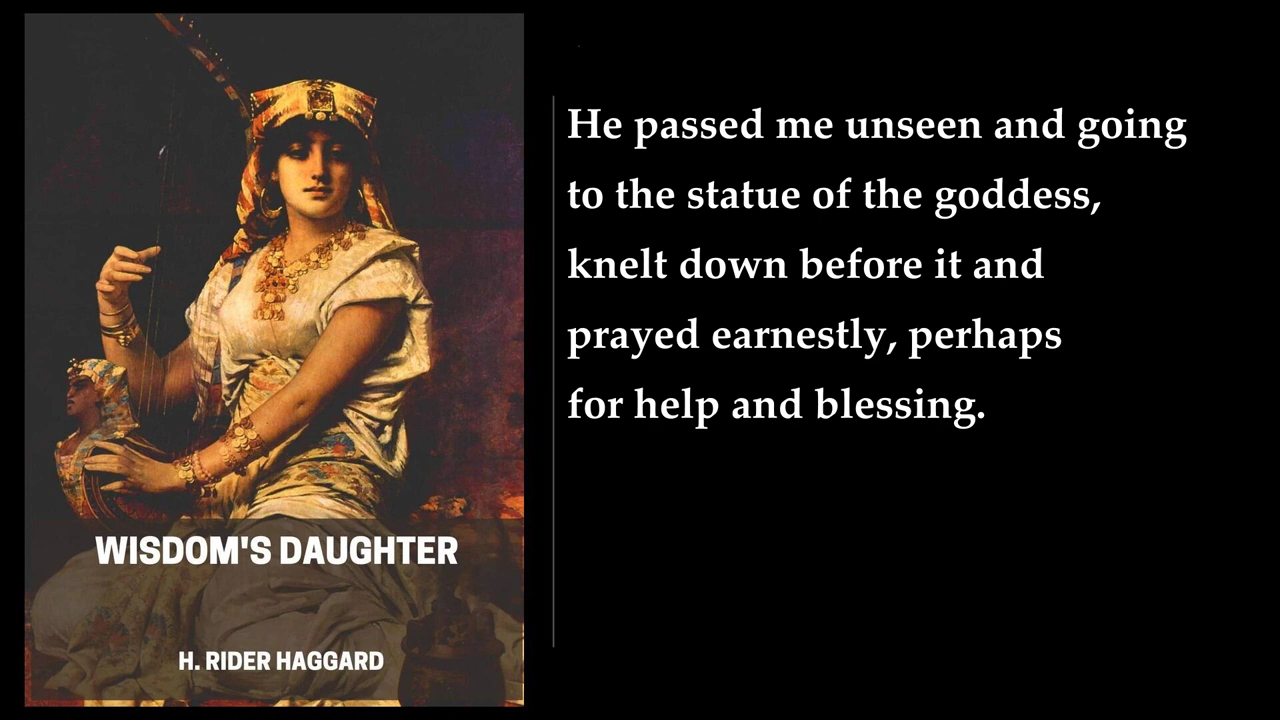 WISDOM'S DAUGHTER
H. RIDER HAGGARD
He passed me unseen and going
to the statue of the goddess,
knelt down before it and
prayed earnestly, perhaps
for help and blessing.